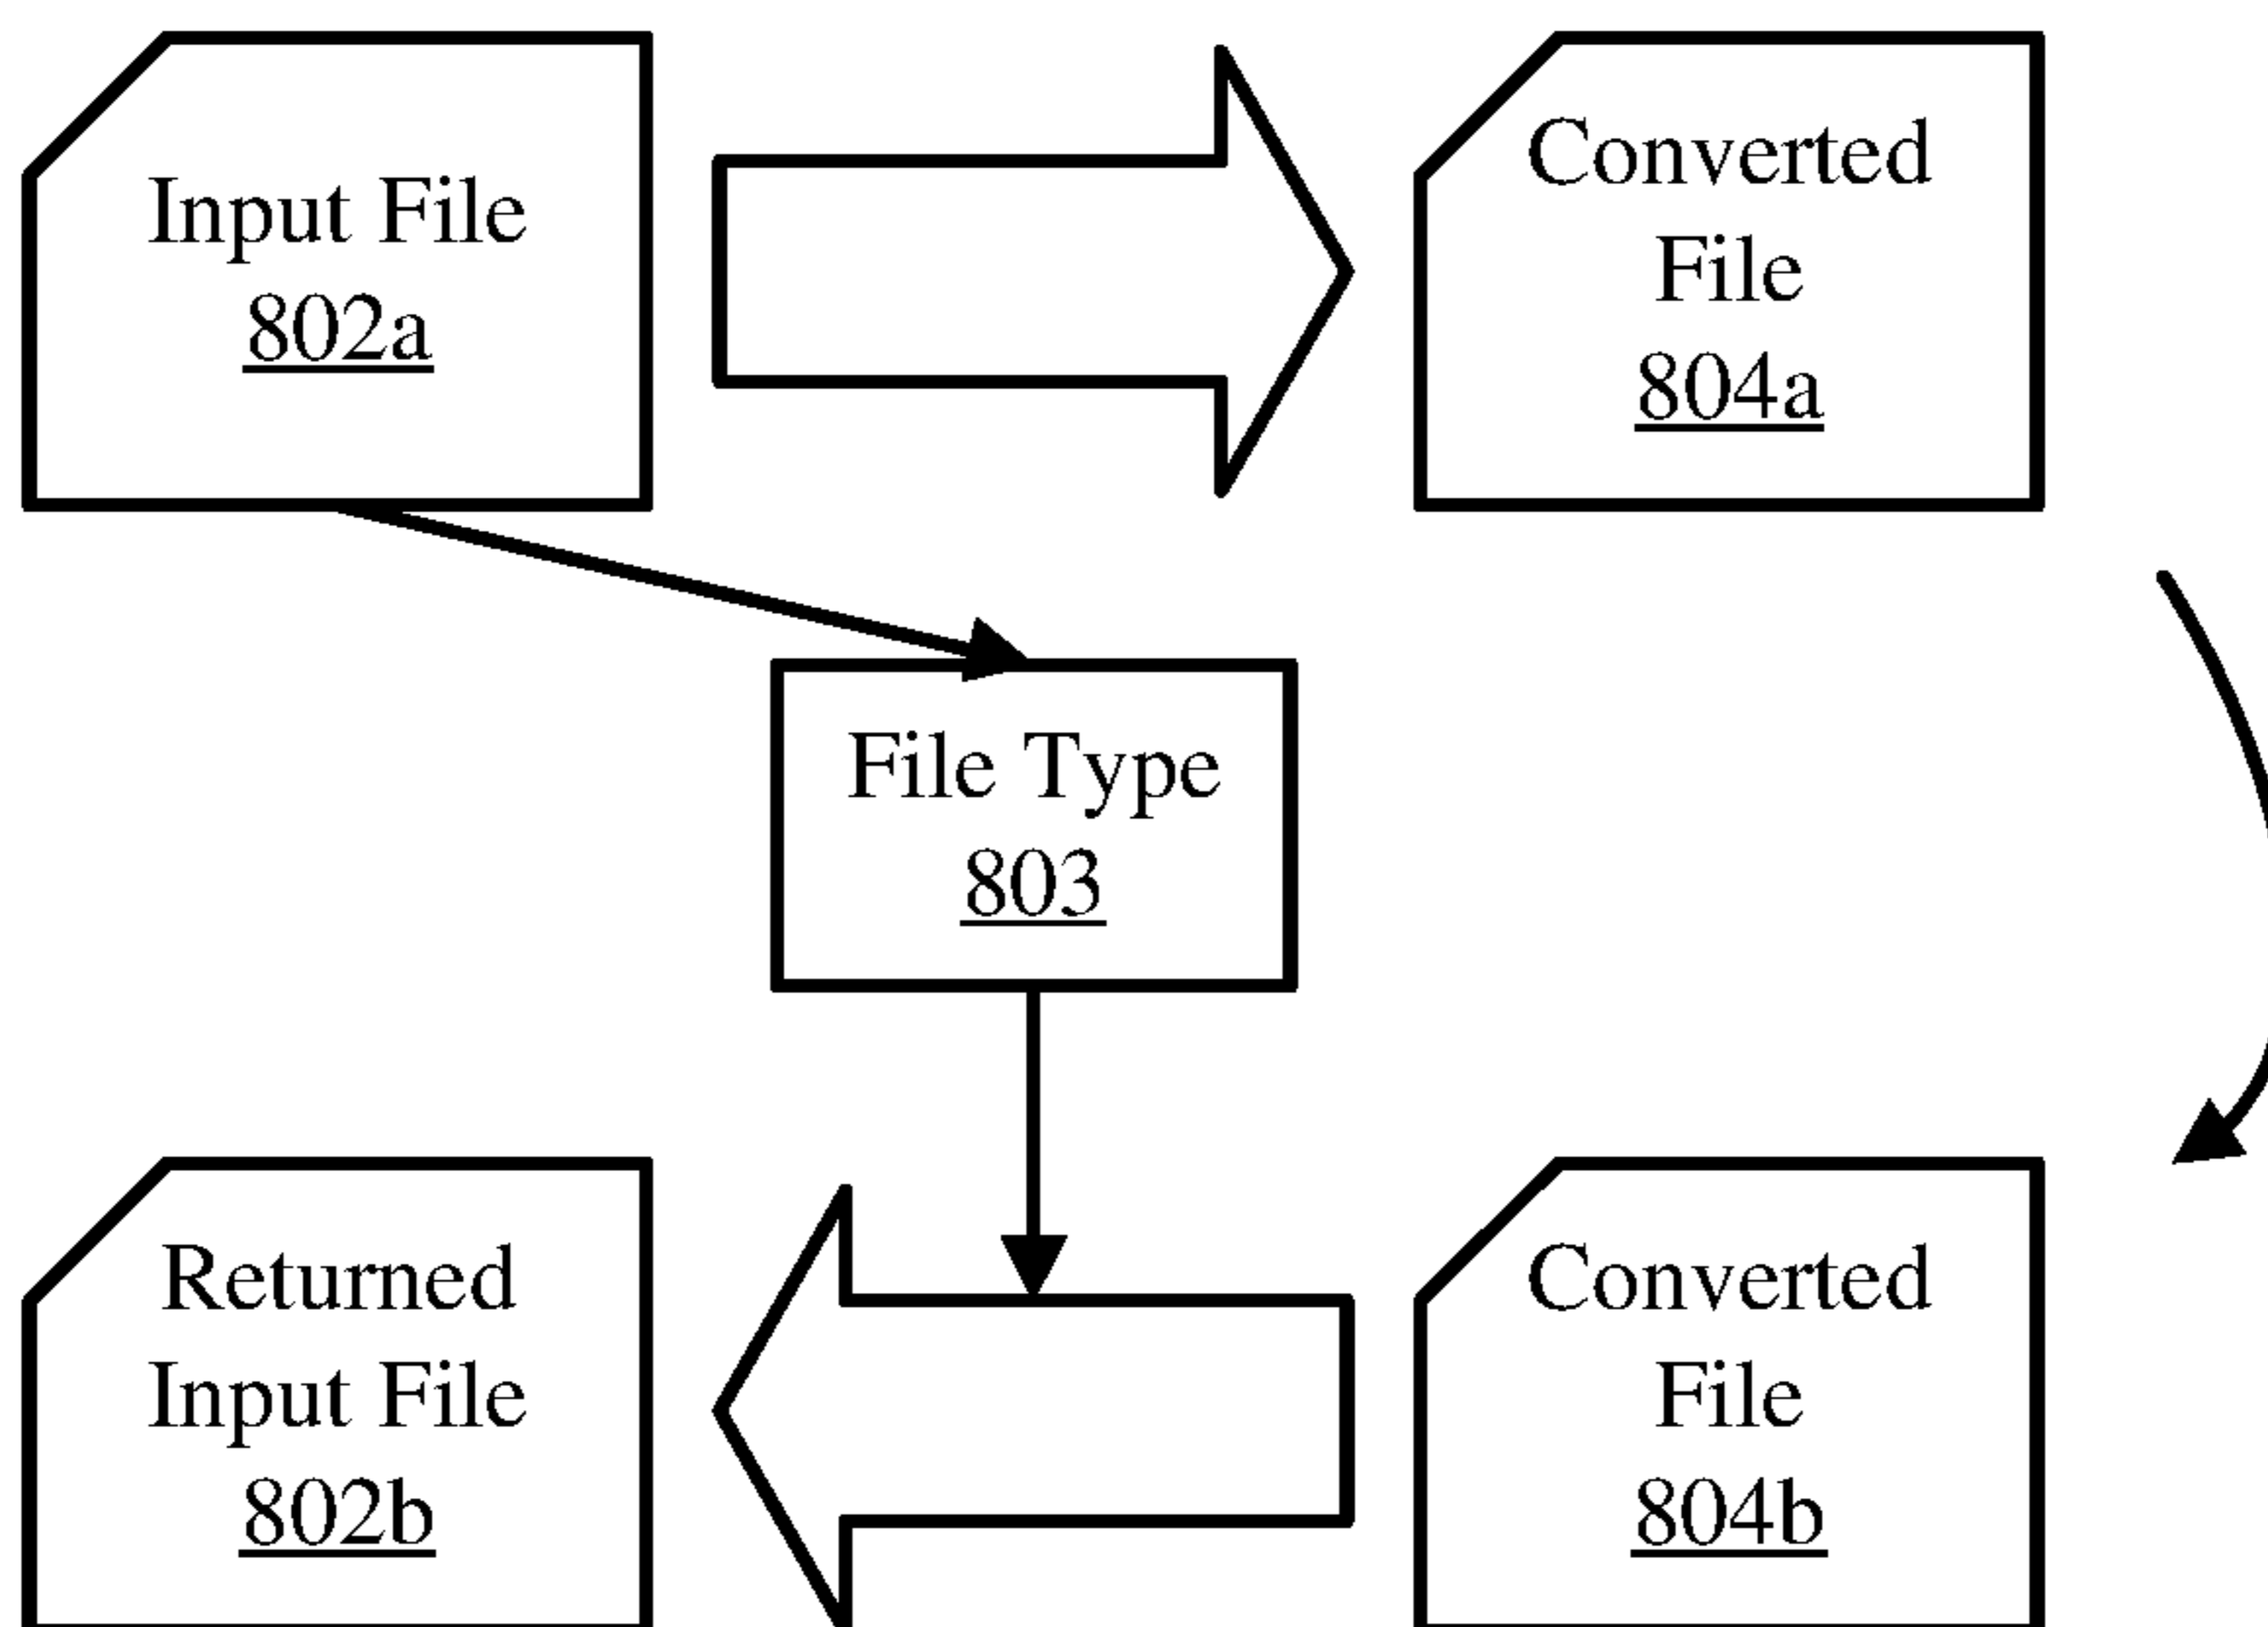 Input File
802a
Converted
File
804a
File Type
803
Returned
Input File
802b
Converted
File
804b